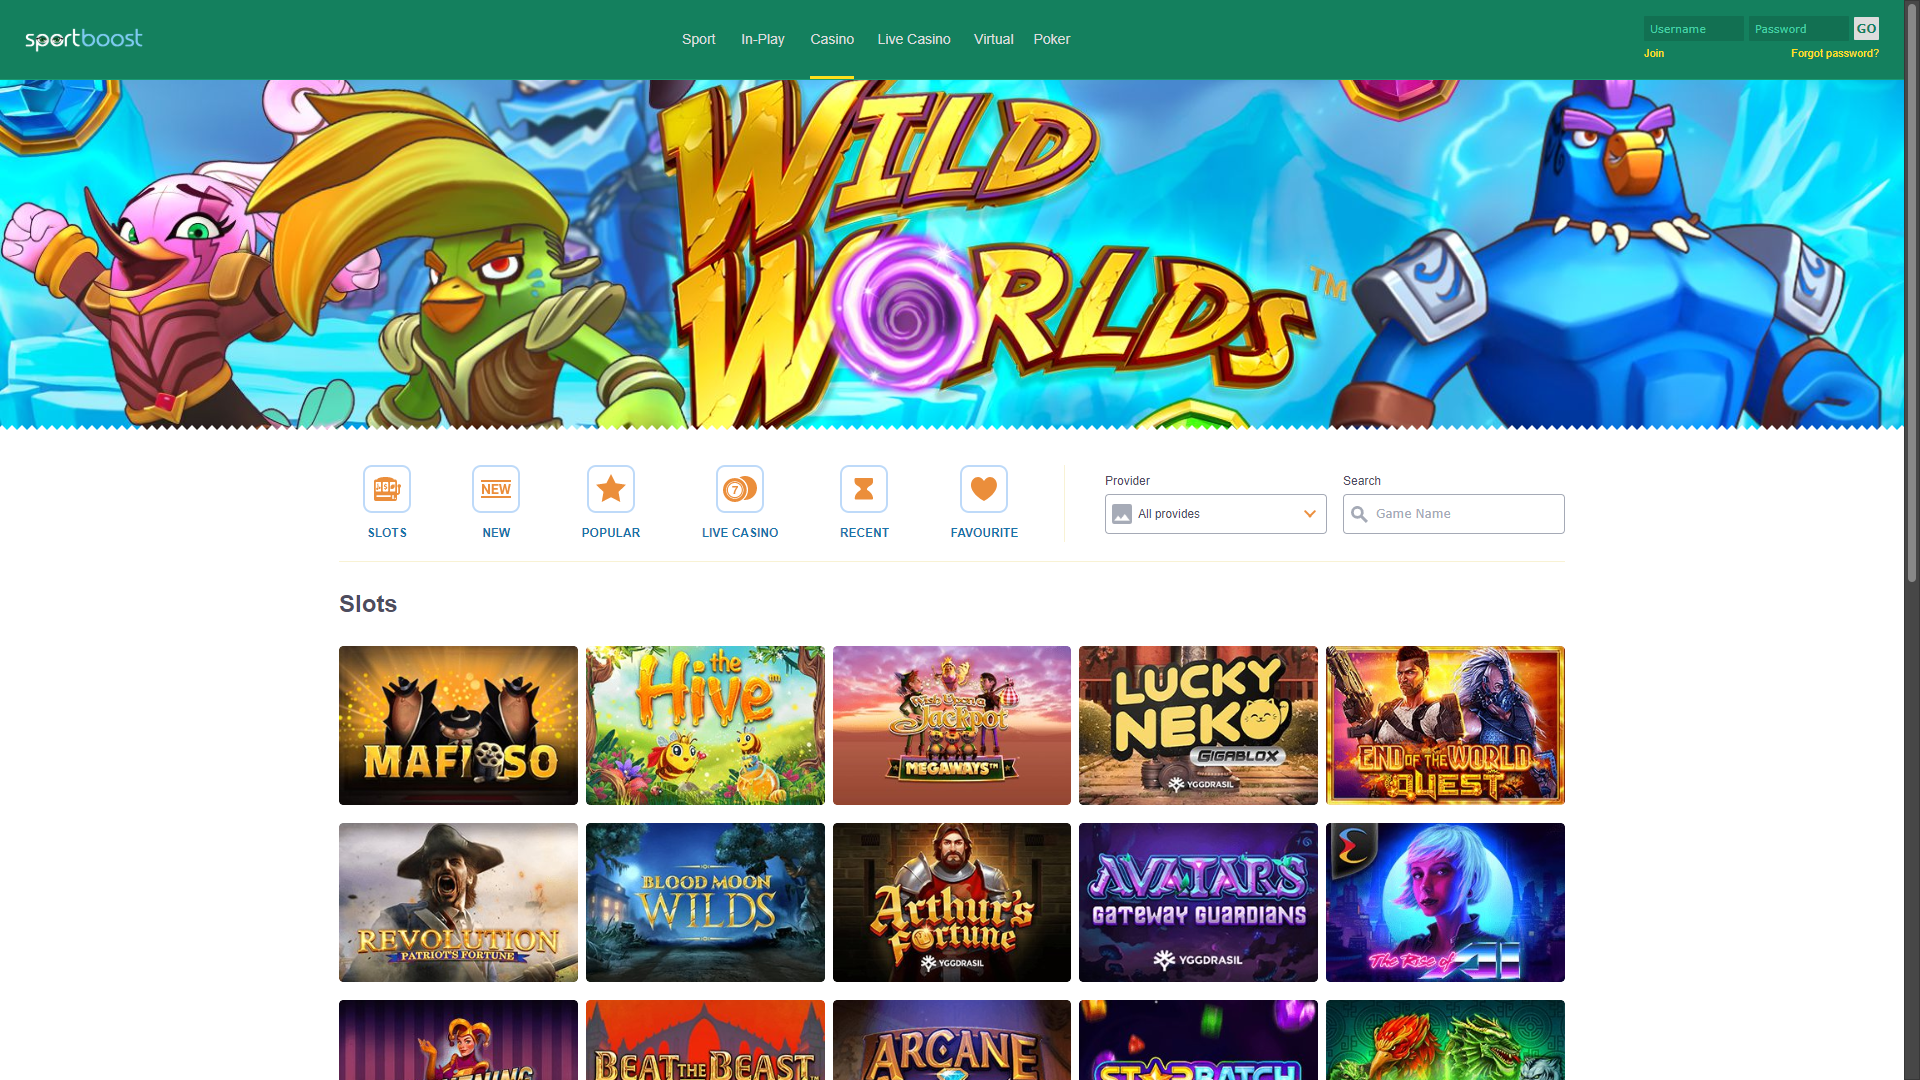 sportboost
Sport In-Play Casino Live Casino Virtual Poker
Username Password GO
Join Forgot password?
WILD
WORLDS™
NEW
7
SLOTS NEW POPULAR LIVE CASINO RECENT FAVOURITE
Provider
All provides
Search
Game Name
Slots
MAFIOSO
the
Hive™
Wish Upon a
Jackpot
MEGAWAYS™
LUCKY
NEKO
GIGABLOX
YGGDRASIL
END OF THE WORLD
QUEST
REVOLUTION
PATRIOT'S FORTUNE
BLOOD MOON
WILDS
Arthur's
Fortune
YGGDRASIL
AVATARS
GATEWAY GUARDIANS
YGGDRASIL
The Rise of AI
BEAT THE BEAST
ARCANE